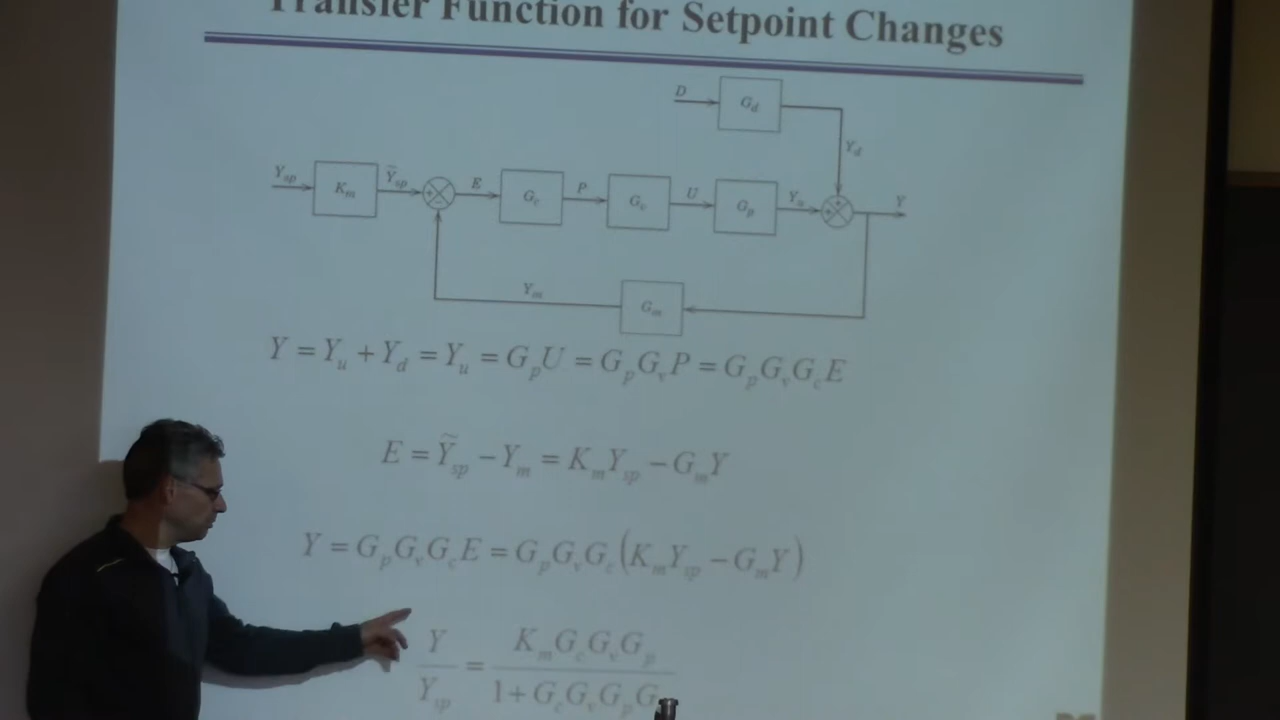 Transfer Function for Setpoint Changes
D G_d Y_d
Y_sp K_m Ỹ_sp + − E G_c P G_v U G_p Y_u + + Y
Y_m G_m
Y = Y_u + Y_d = Y_u = G_p U = G_p G_v P = G_p G_v G_c E
E = Ỹ_sp − Y_m = K_m Y_sp − G_m Y
Y = G_p G_v G_c E = G_p G_v G_c (K_m Y_sp − G_m Y)
Y K_m G_c G_v G_p
=
Y_sp 1 + G_c G_v G_p G